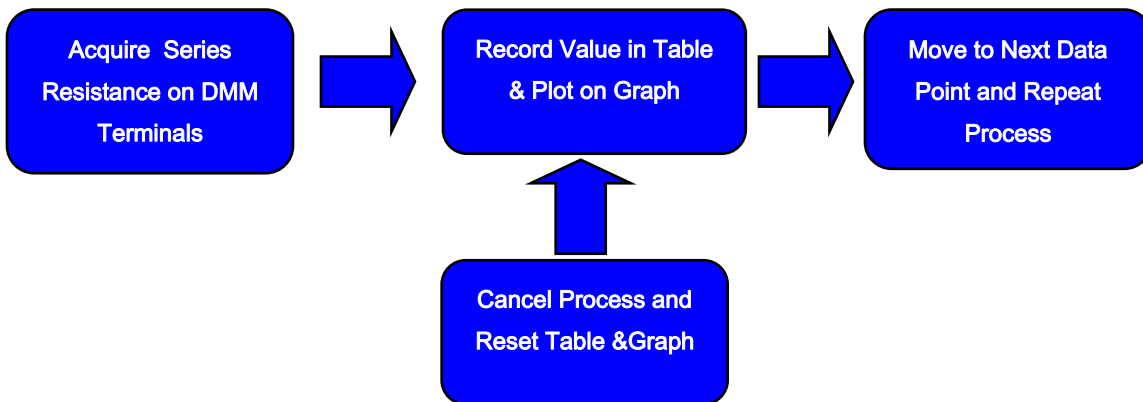 Acquire Series
Resistance on DMM
Terminals
Record Value in Table
& Plot on Graph
Move to Next Data
Point and Repeat
Process
Cancel Process and
Reset Table &Graph